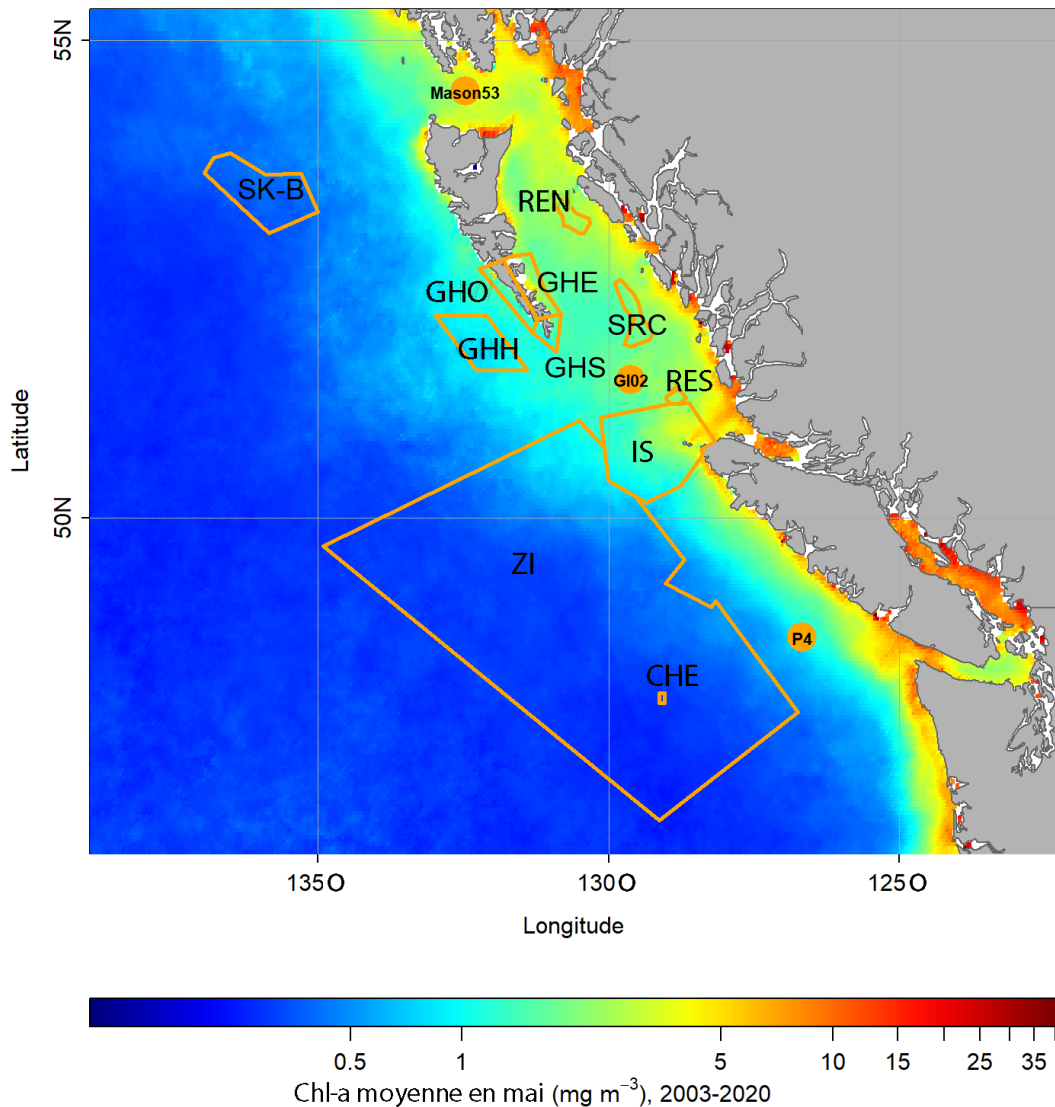 55N
Mason53
SK-B
REN
GHO
GHE
SRC
GHH
GHS
GI02
RES
IS
Latitude
50N
ZI
P4
CHE
135O
130O
125O
Longitude
0.5 1 5 10 15 25 35
Chl-a moyenne en mai (mg m⁻³), 2003-2020